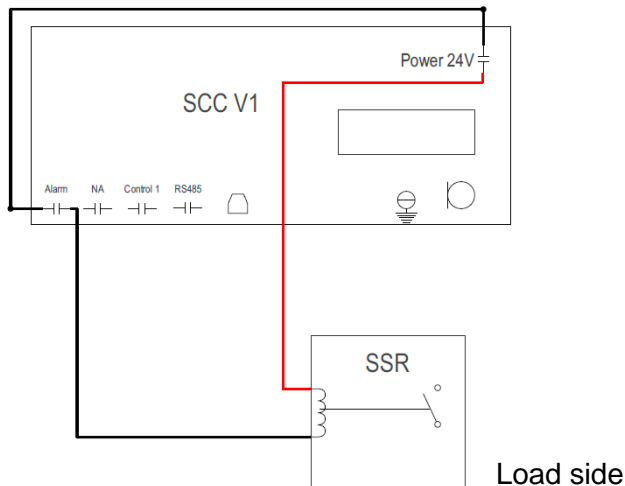 Power 24V
SCC V1
Alarm NA Control 1 RS485
SSR
Load side